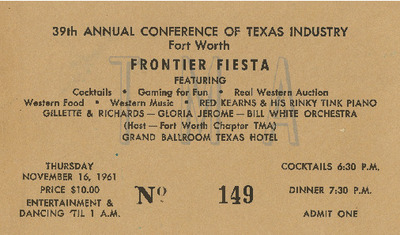 39th ANNUAL CONFERENCE OF TEXAS INDUSTRY
Fort Worth
FRONTIER FIESTA
FEATURING
Cocktails • Gaming for Fun • Real Western Auction
Western Food • Western Music • RED KEARNS & HIS RINKY TINK PIANO
GILLETTE & RICHARDS — GLORIA JEROME — BILL WHITE ORCHESTRA
(Host — Fort Worth Chapter TMA)
GRAND BALLROOM TEXAS HOTEL
TMA
THURSDAY
NOVEMBER 16, 1961
PRICE $10.00
ENTERTAINMENT &
DANCING 'TIL 1 A.M.
No 149
COCKTAILS 6:30 P.M.
DINNER 7:30 P.M.
ADMIT ONE